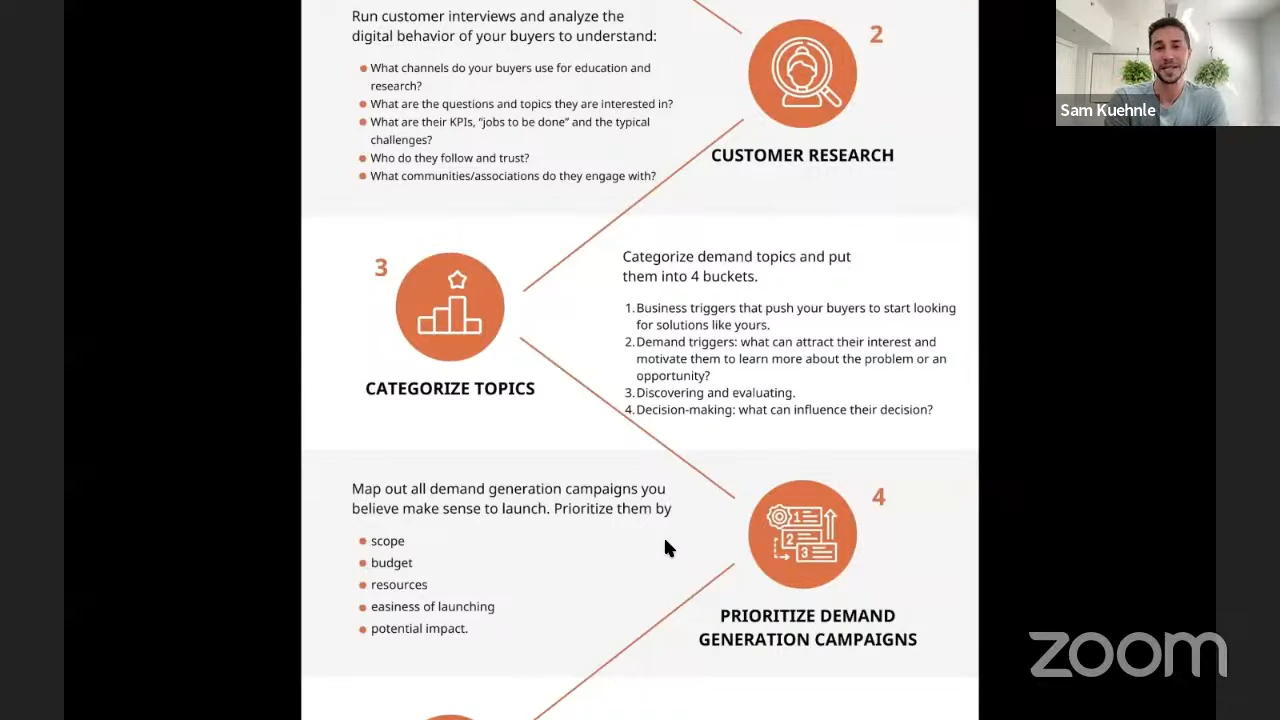 Run customer interviews and analyze the
digital behavior of your buyers to understand:
What channels do your buyers use for education and
research?
What are the questions and topics they are interested in?
What are their KPIs, “jobs to be done” and the typical
challenges?
Who do they follow and trust?
What communities/associations do they engage with?
2
CUSTOMER RESEARCH
Sam Kuehnle
3
CATEGORIZE TOPICS
Categorize demand topics and put
them into 4 buckets.
1. Business triggers that push your buyers to start looking
for solutions like yours.
2. Demand triggers: what can attract their interest and
motivate them to learn more about the problem or an
opportunity?
3. Discovering and evaluating.
4. Decision-making: what can influence their decision?
Map out all demand generation campaigns you
believe make sense to launch. Prioritize them by
scope
budget
resources
easiness of launching
potential impact.
4
1
2
3
PRIORITIZE DEMAND
GENERATION CAMPAIGNS
zoom